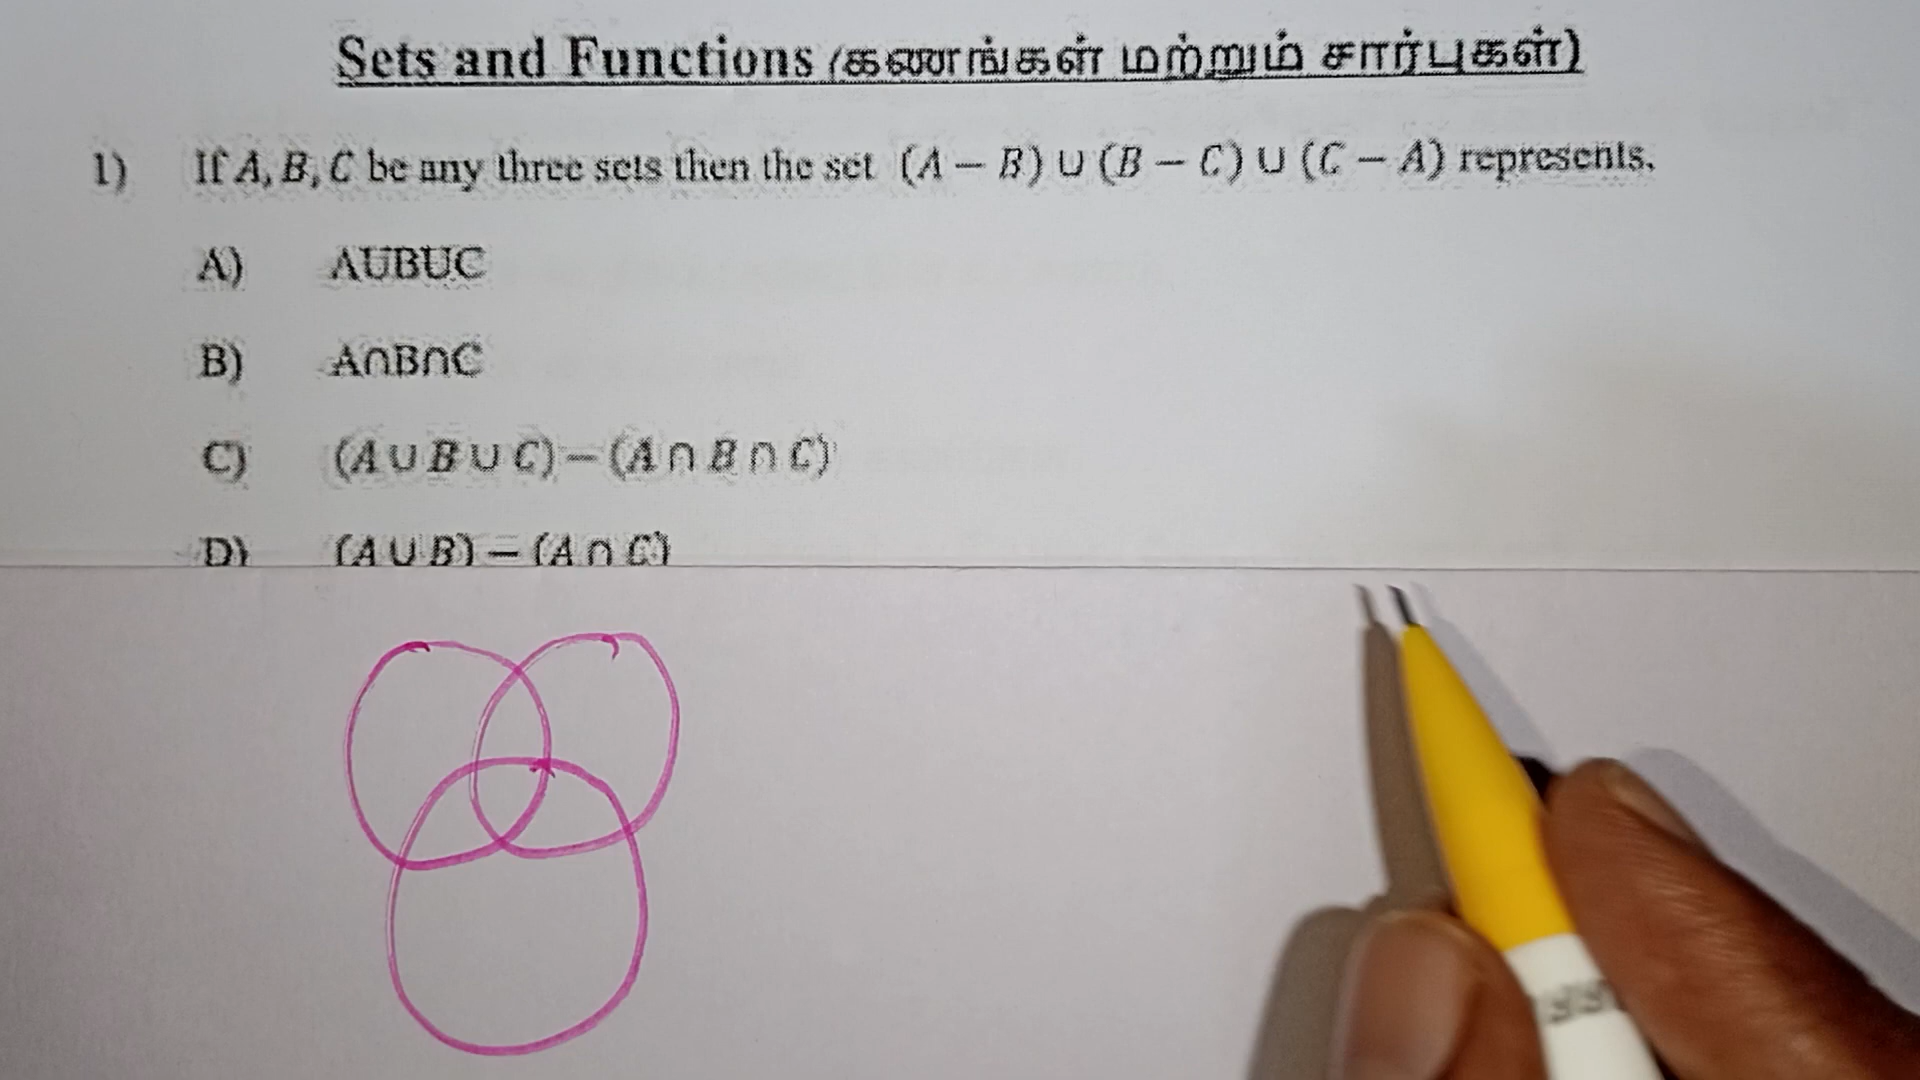 Sets and Functions (கணங்கள் மற்றும் சார்புகள்)
1) If A, B, C be any three sets then the set (A − B) ∪ (B − C) ∪ (C − A) represents.
A) AUBUC
B) A∩B∩C
C) (A ∪ B ∪ C)−(A ∩ B ∩ C)
D) (A ∪ B) − (A ∩ C)